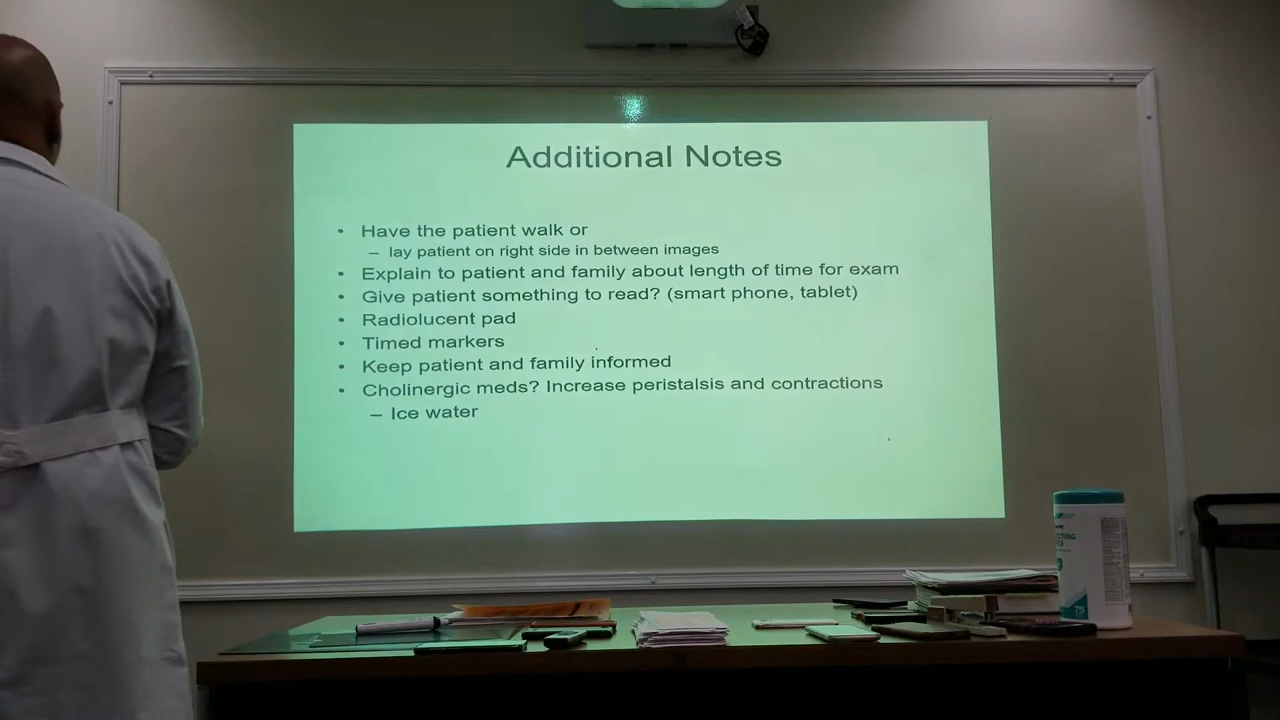 Additional Notes
• Have the patient walk or
– lay patient on right side in between images
• Explain to patient and family about length of time for exam
• Give patient something to read? (smart phone, tablet)
• Radiolucent pad
• Timed markers
• Keep patient and family informed
• Cholinergic meds? Increase peristalsis and contractions
– Ice water
75